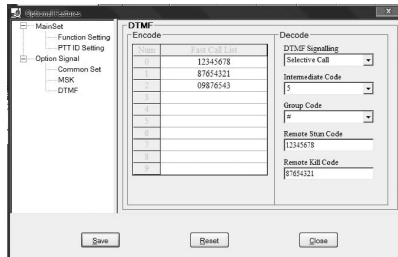 Optional Features
MainSet
Function Setting
PTT ID Setting
Option Signal
Common Set
MSK
DTMF
DTMF
Encode
Num Fast Call List
0 12345678
1 87654321
2 09876543
3
4
5
6
7
8
9
Decode
DTMF Signalling
Selective Call
Intermediate Code
5
Group Code
#
Remote Stun Code
12345678
Remote Kill Code
87654321
Save
Reset
Close